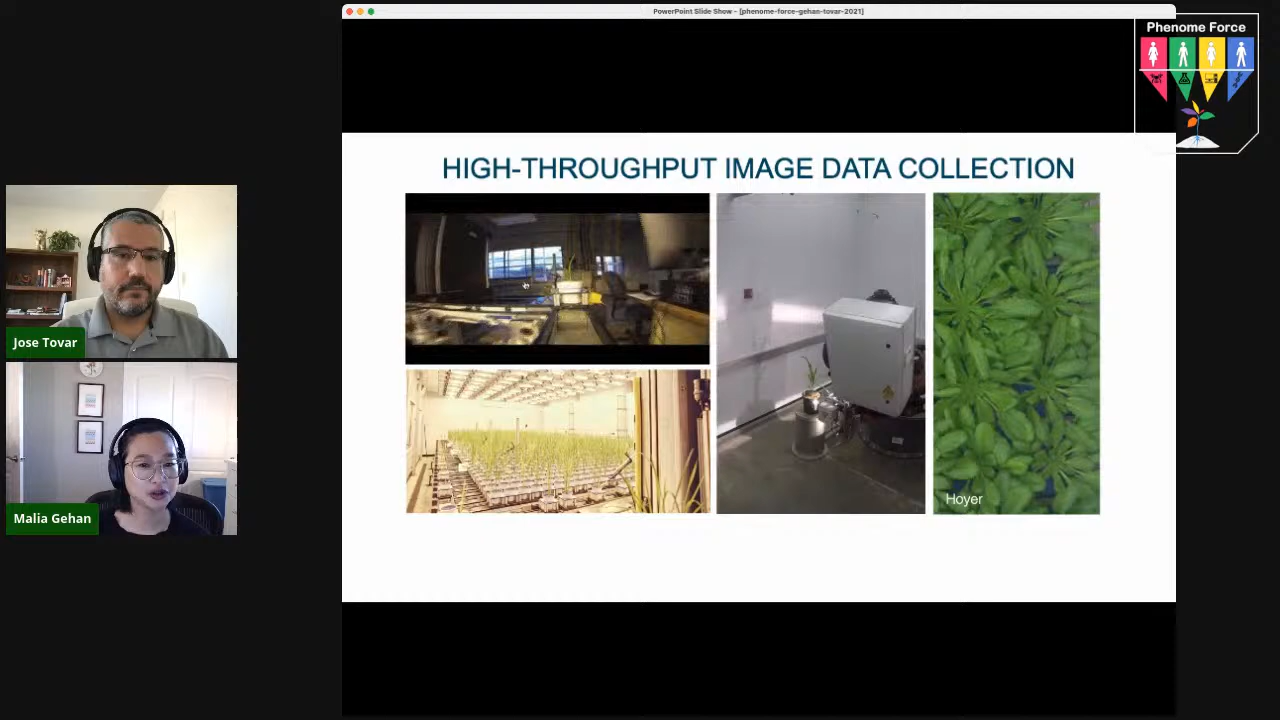 PowerPoint Slide Show - [phenome-force-gehan-tovar-2021]
Phenome Force
HIGH-THROUGHPUT IMAGE DATA COLLECTION
Jose Tovar
Malia Gehan
Hoyer